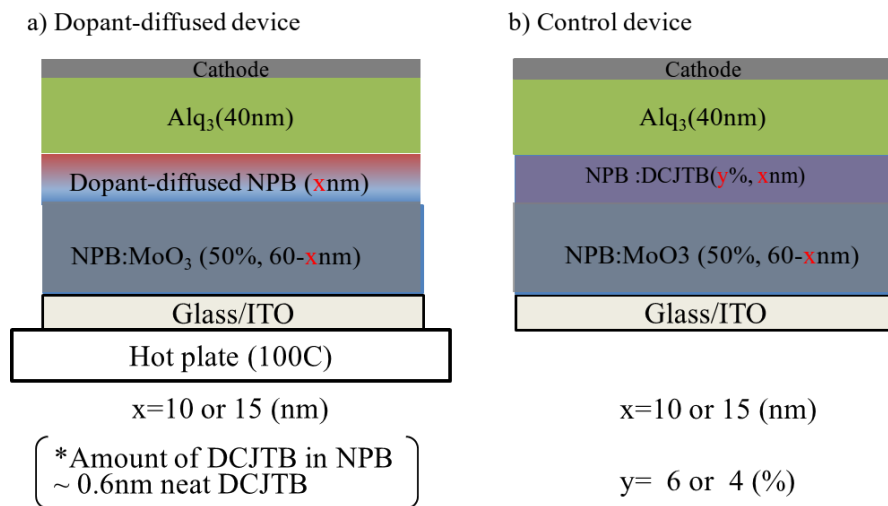 a) Dopant-diffused device
Cathode
Alq₃(40nm)
Dopant-diffused NPB (xnm)
NPB:MoO₃ (50%, 60-xnm)
Glass/ITO
Hot plate (100C)
x=10 or 15 (nm)
*Amount of DCJTB in NPB
~ 0.6nm neat DCJTB
b) Control device
Cathode
Alq₃(40nm)
NPB :DCJTB(y%, xnm)
NPB:MoO3 (50%, 60-xnm)
Glass/ITO
x=10 or 15 (nm)
y= 6 or 4 (%)